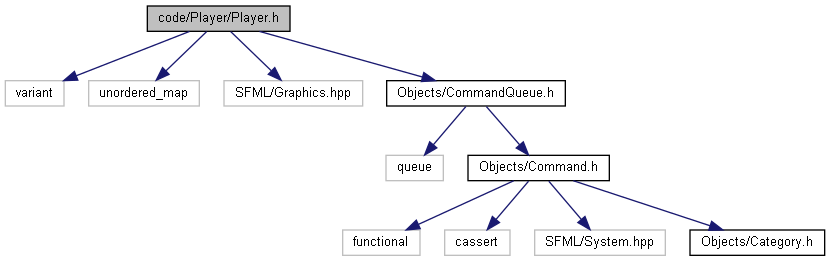 code/Player/Player.h
variant
unordered_map
SFML/Graphics.hpp
Objects/CommandQueue.h
queue
Objects/Command.h
functional
cassert
SFML/System.hpp
Objects/Category.h